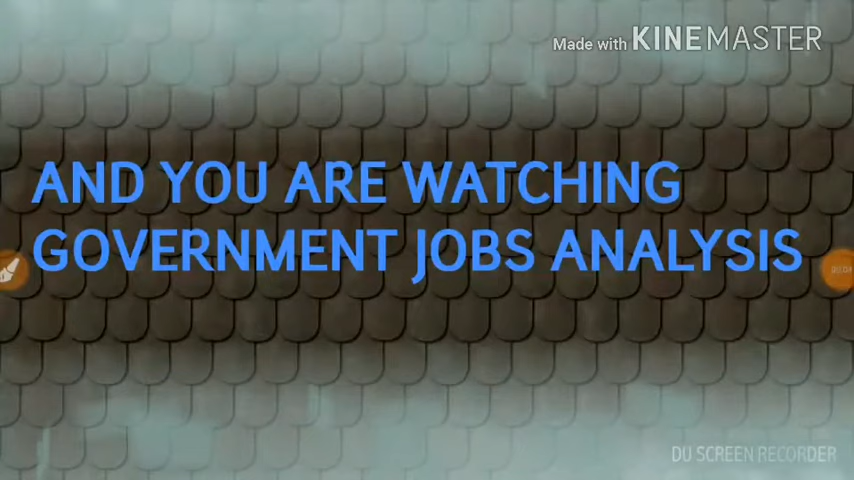 Made with KINEMASTER
AND YOU ARE WATCHING
GOVERNMENT JOBS ANALYSIS
DU SCREEN RECORDER